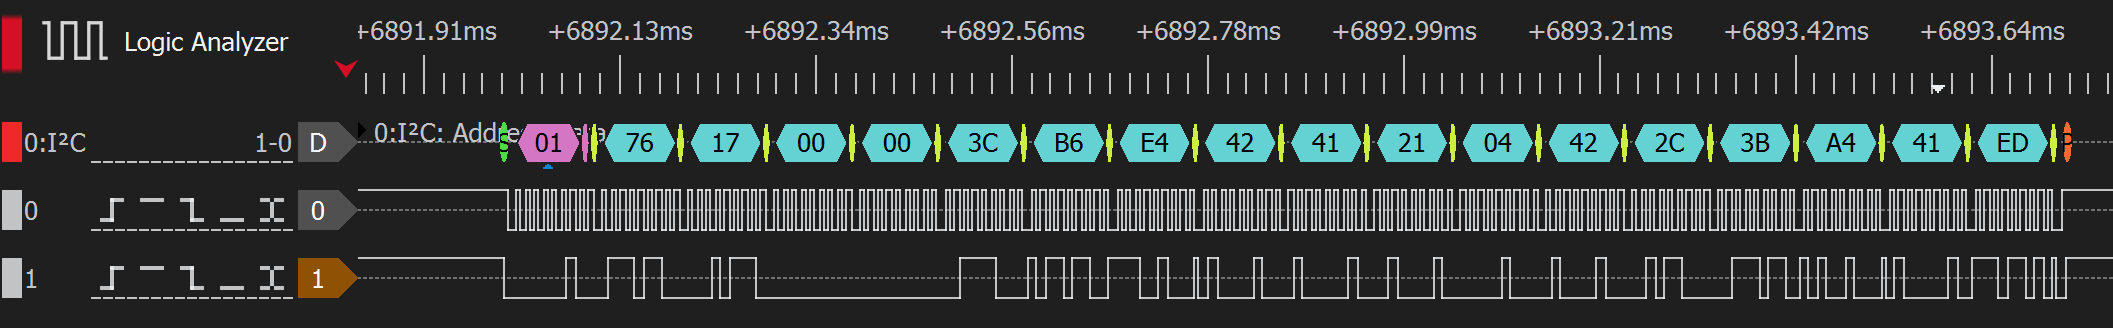 +6891.91ms +6892.13ms +6892.34ms +6892.56ms +6892.78ms +6892.99ms +6893.21ms +6893.42ms +6893.64ms
Logic Analyzer
0:I²C 1-0 D 0:I²C: Addre a S 01 76 17 00 00 3C B6 E4 42 41 21 04 42 2C 3B A4 41 ED P
0 0
1 1